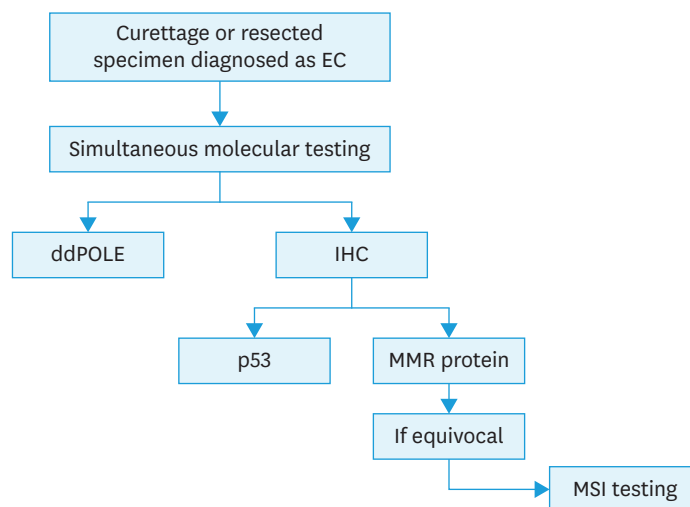 Curettage or resected
specimen diagnosed as EC
Simultaneous molecular testing
ddPOLE
IHC
p53
MMR protein
If equivocal
MSI testing